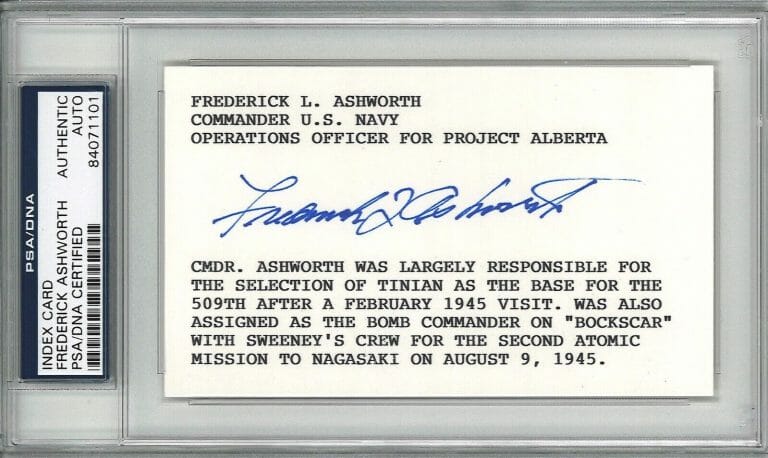 PSA/DNA
INDEX CARD
FREDERICK ASHWORTH
PSA/DNA CERTIFIED
AUTHENTIC
AUTO
84071101
FREDERICK L. ASHWORTH
COMMANDER U.S. NAVY
OPERATIONS OFFICER FOR PROJECT ALBERTA
Frederick L Ashworth
CMDR. ASHWORTH WAS LARGELY RESPONSIBLE FOR
THE SELECTION OF TINIAN AS THE BASE FOR THE
509TH AFTER A FEBRUARY 1945 VISIT. WAS ALSO
ASSIGNED AS THE BOMB COMMANDER ON "BOCKSCAR"
WITH SWEENEY'S CREW FOR THE SECOND ATOMIC
MISSION TO NAGASAKI ON AUGUST 9, 1945.